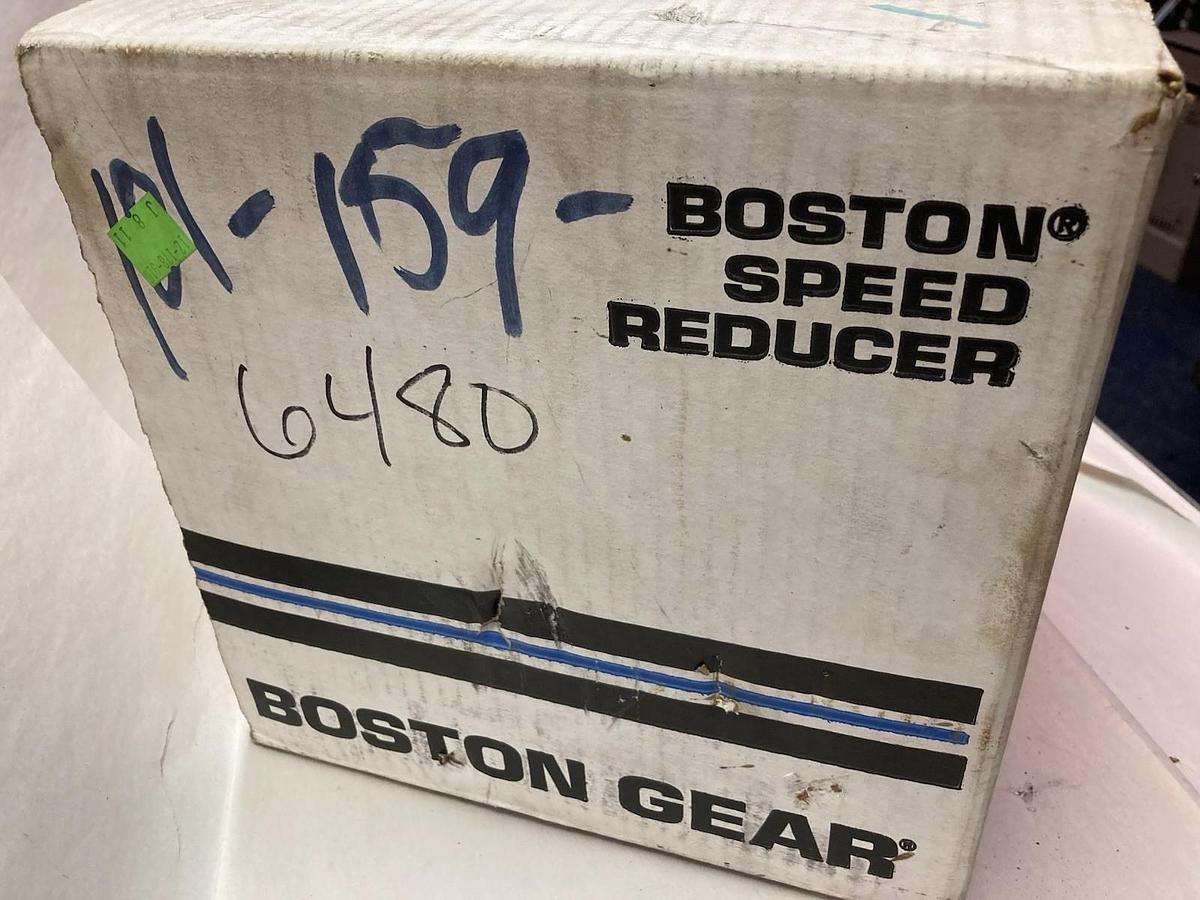 101-159-
6480
BOSTON®
SPEED
REDUCER
BOSTON GEAR®